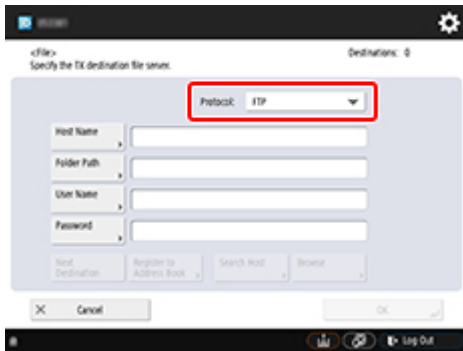 <File>
Destinations: 0
Specify the TX destination file server.
Protocol: FTP
Host Name
Folder Path
User Name
Password
Next Destination
Register to Address Book
Search Host
Browse
Cancel
OK
Log Out